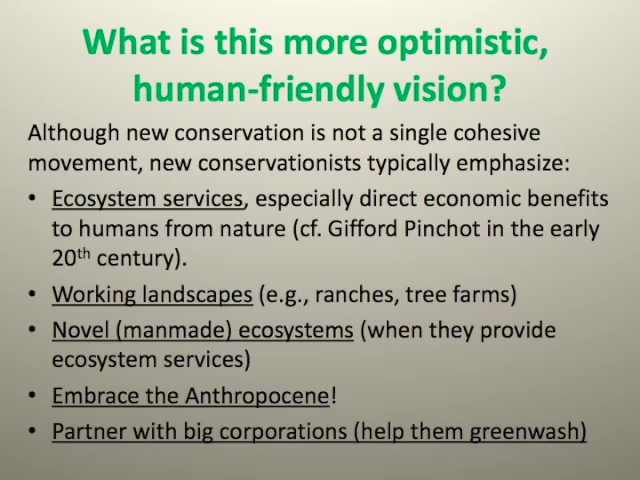 What is this more optimistic,
human-friendly vision?
Although new conservation is not a single cohesive
movement, new conservationists typically emphasize:
• Ecosystem services, especially direct economic benefits
to humans from nature (cf. Gifford Pinchot in the early
20th century).
• Working landscapes (e.g., ranches, tree farms)
• Novel (manmade) ecosystems (when they provide
ecosystem services)
• Embrace the Anthropocene!
• Partner with big corporations (help them greenwash)